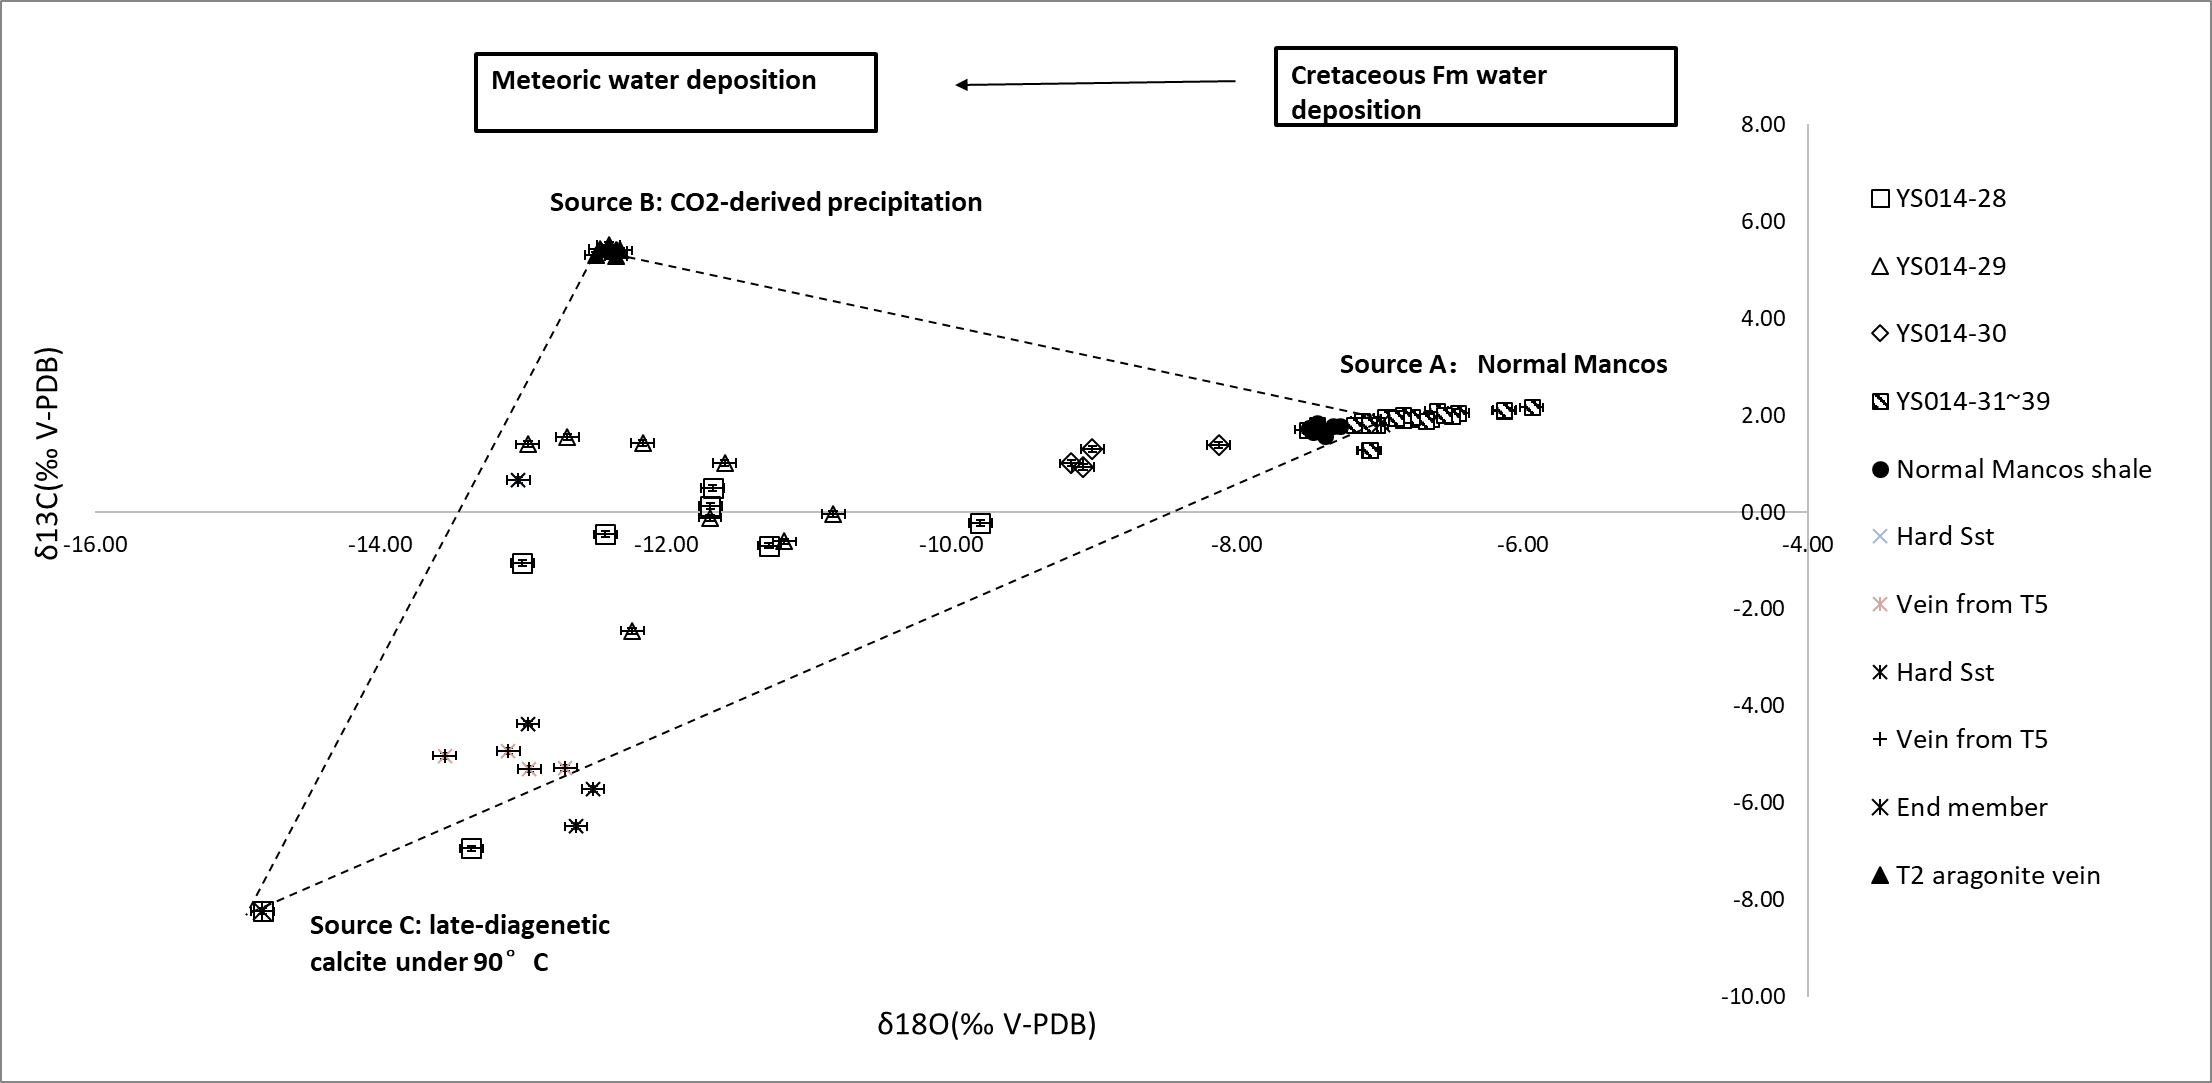 Meteoric water deposition
Cretaceous Fm water
deposition
Source B: CO2-derived precipitation
Source A： Normal Mancos
Source C: late-diagenetic
calcite under 90°C
δ13C(‰ V-PDB)
8.00
6.00
4.00
2.00
0.00
-2.00
-4.00
-6.00
-8.00
-10.00
-16.00
-14.00
-12.00
-10.00
-8.00
-6.00
-4.00
δ18O(‰ V-PDB)
YS014-28
YS014-29
YS014-30
YS014-31~39
Normal Mancos shale
Hard Sst
Vein from T5
Hard Sst
Vein from T5
End member
T2 aragonite vein